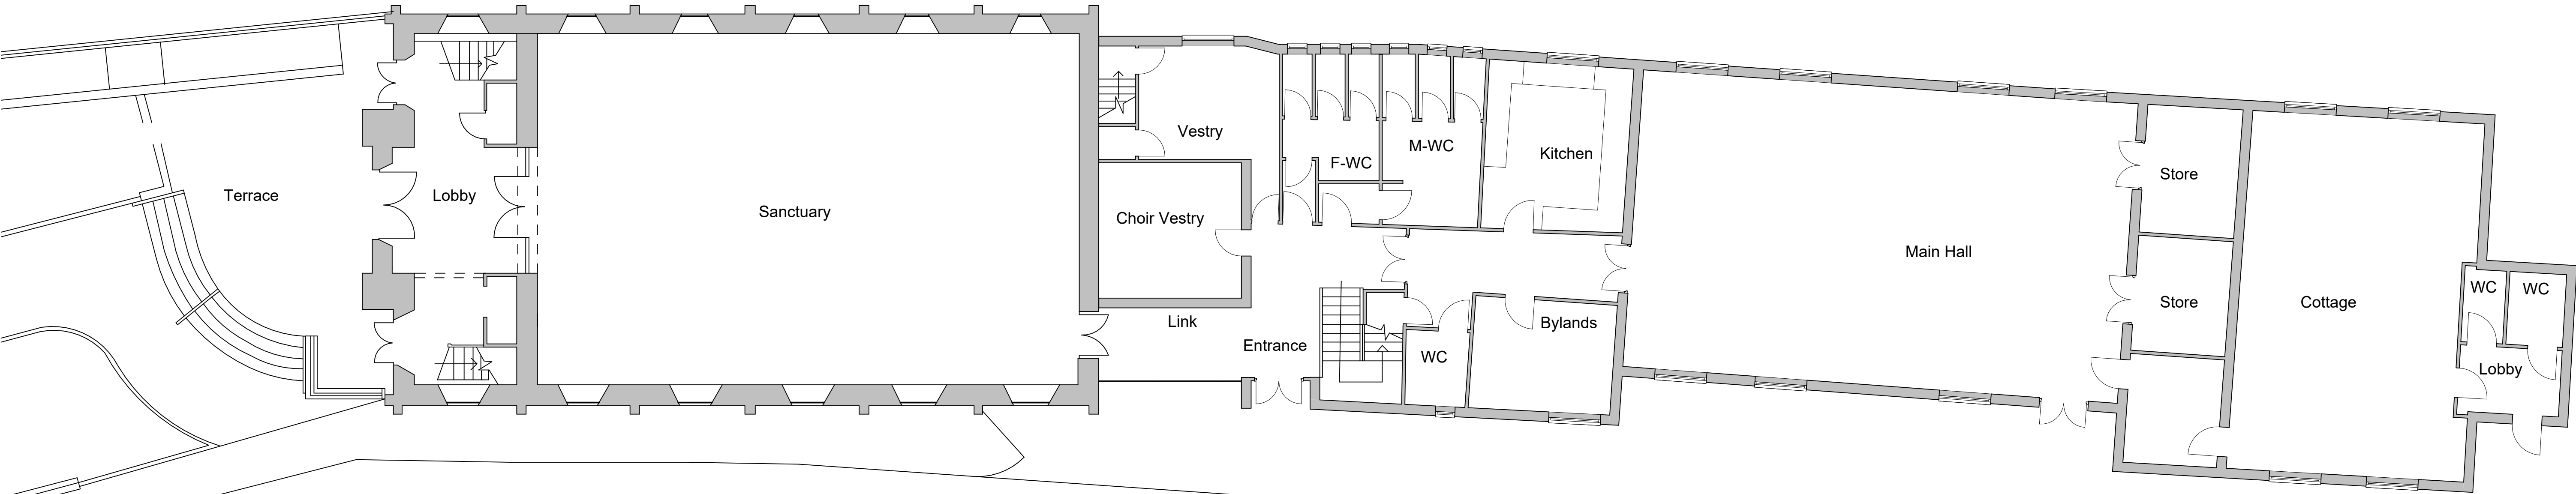 Terrace
Lobby
Sanctuary
Vestry
Choir Vestry
Link
Entrance
F-WC
M-WC
Kitchen
WC
Bylands
Main Hall
Store
Store
Cottage
WC
WC
Lobby